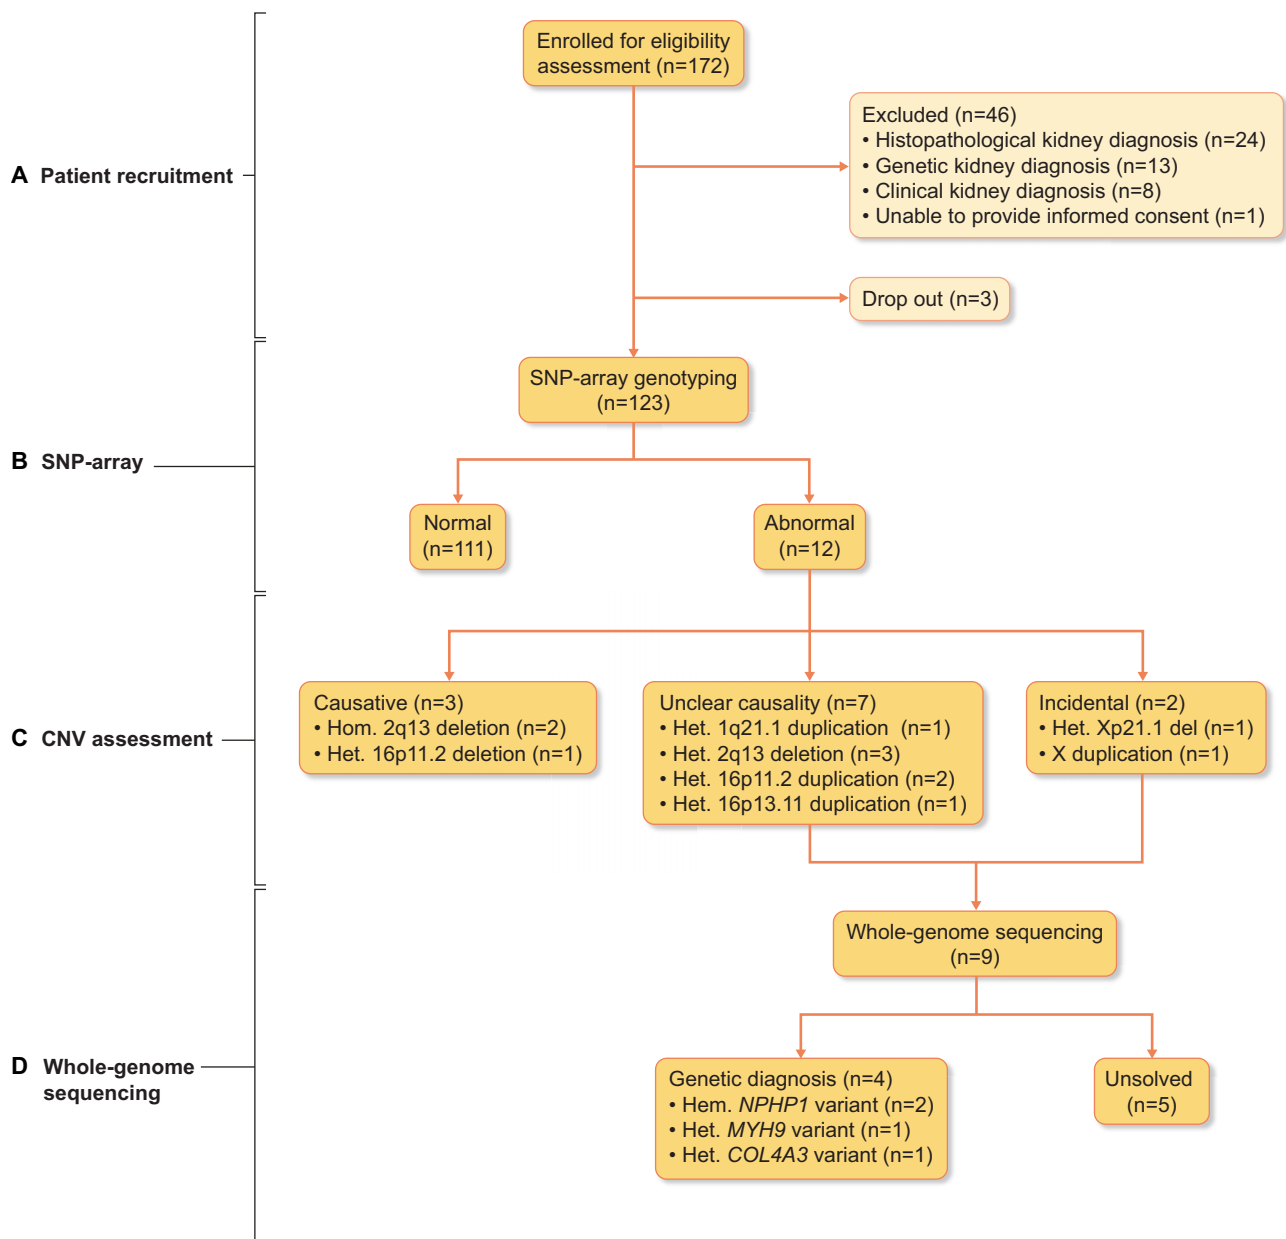 Enrolled for eligibility
assessment (n=172)
Excluded (n=46)
• Histopathological kidney diagnosis (n=24)
• Genetic kidney diagnosis (n=13)
• Clinical kidney diagnosis (n=8)
• Unable to provide informed consent (n=1)
A Patient recruitment
Drop out (n=3)
SNP-array genotyping
(n=123)
B SNP-array
Normal
(n=111)
Abnormal
(n=12)
C CNV assessment
Causative (n=3)
• Hom. 2q13 deletion (n=2)
• Het. 16p11.2 deletion (n=1)
Unclear causality (n=7)
• Het. 1q21.1 duplication (n=1)
• Het. 2q13 deletion (n=3)
• Het. 16p11.2 duplication (n=2)
• Het. 16p13.11 duplication (n=1)
Incidental (n=2)
• Het. Xp21.1 del (n=1)
• X duplication (n=1)
Whole-genome sequencing
(n=9)
D Whole-genome
sequencing
Genetic diagnosis (n=4)
• Hem. NPHP1 variant (n=2)
• Het. MYH9 variant (n=1)
• Het. COL4A3 variant (n=1)
Unsolved
(n=5)